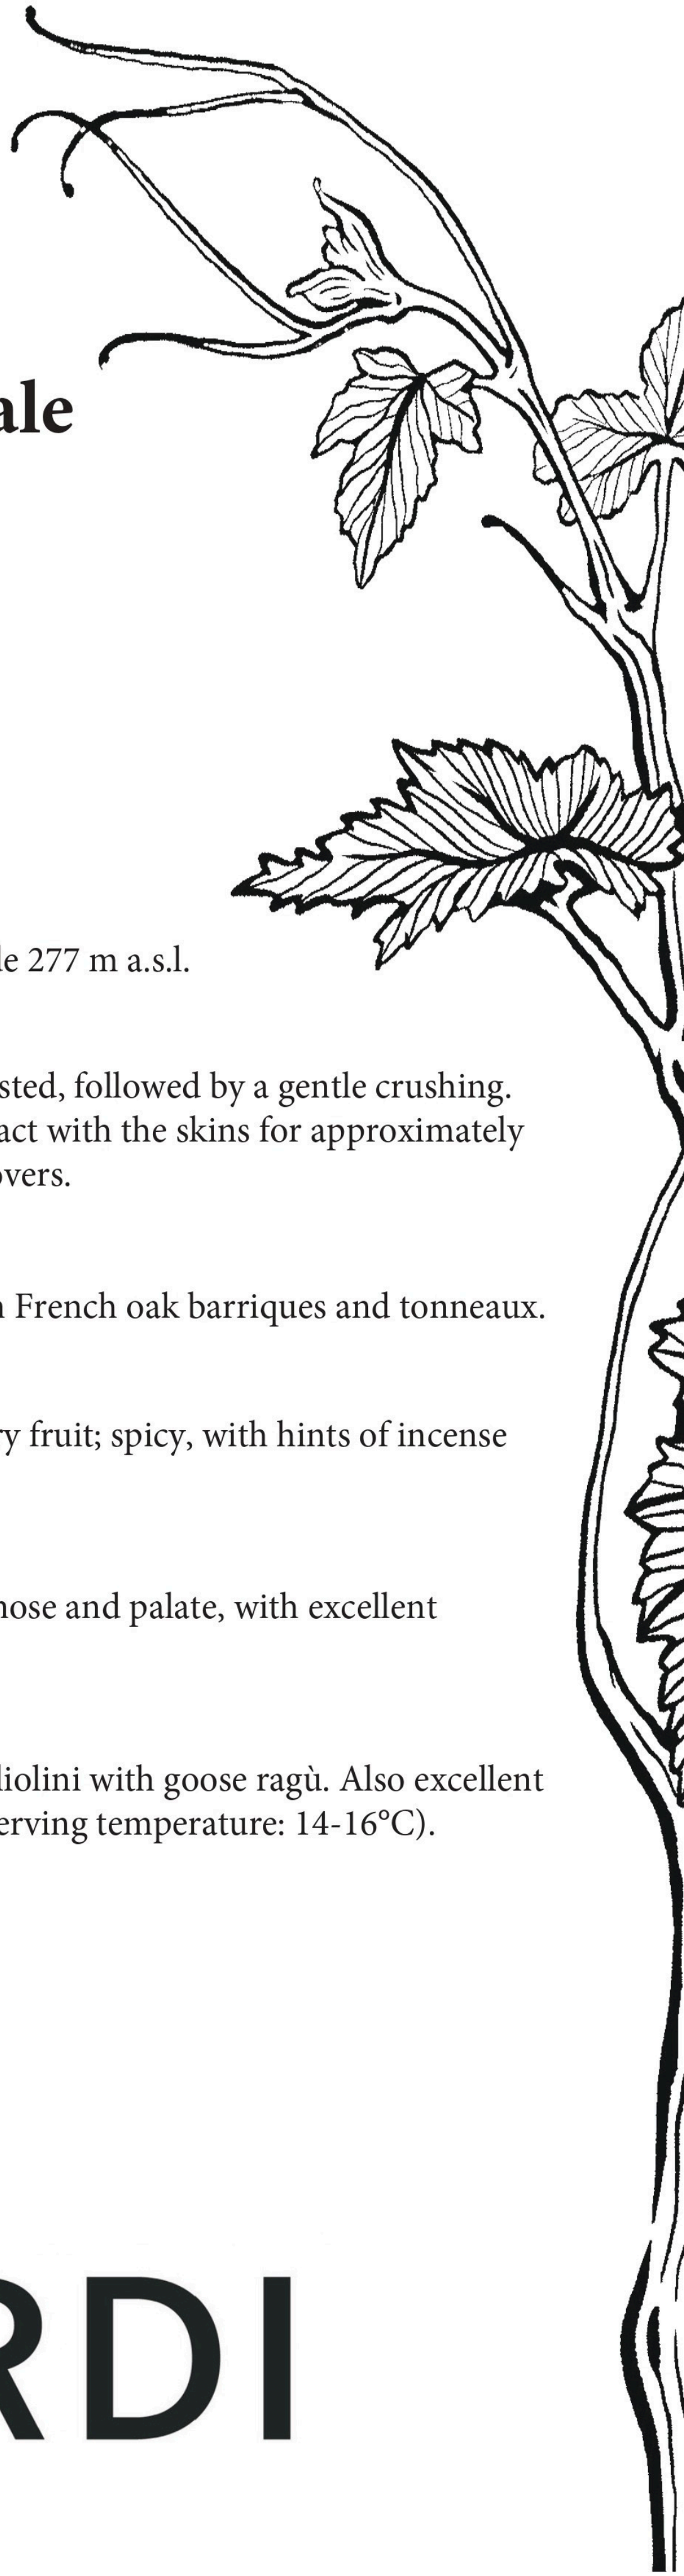 ale
le 277 m a.s.l.
sted, followed by a gentle crushing.
act with the skins for approximately
overs.
n French oak barriques and tonneaux.
ry fruit; spicy, with hints of incense
nose and palate, with excellent
liolini with goose ragù. Also excellent
erving temperature: 14-16°C).
RDI